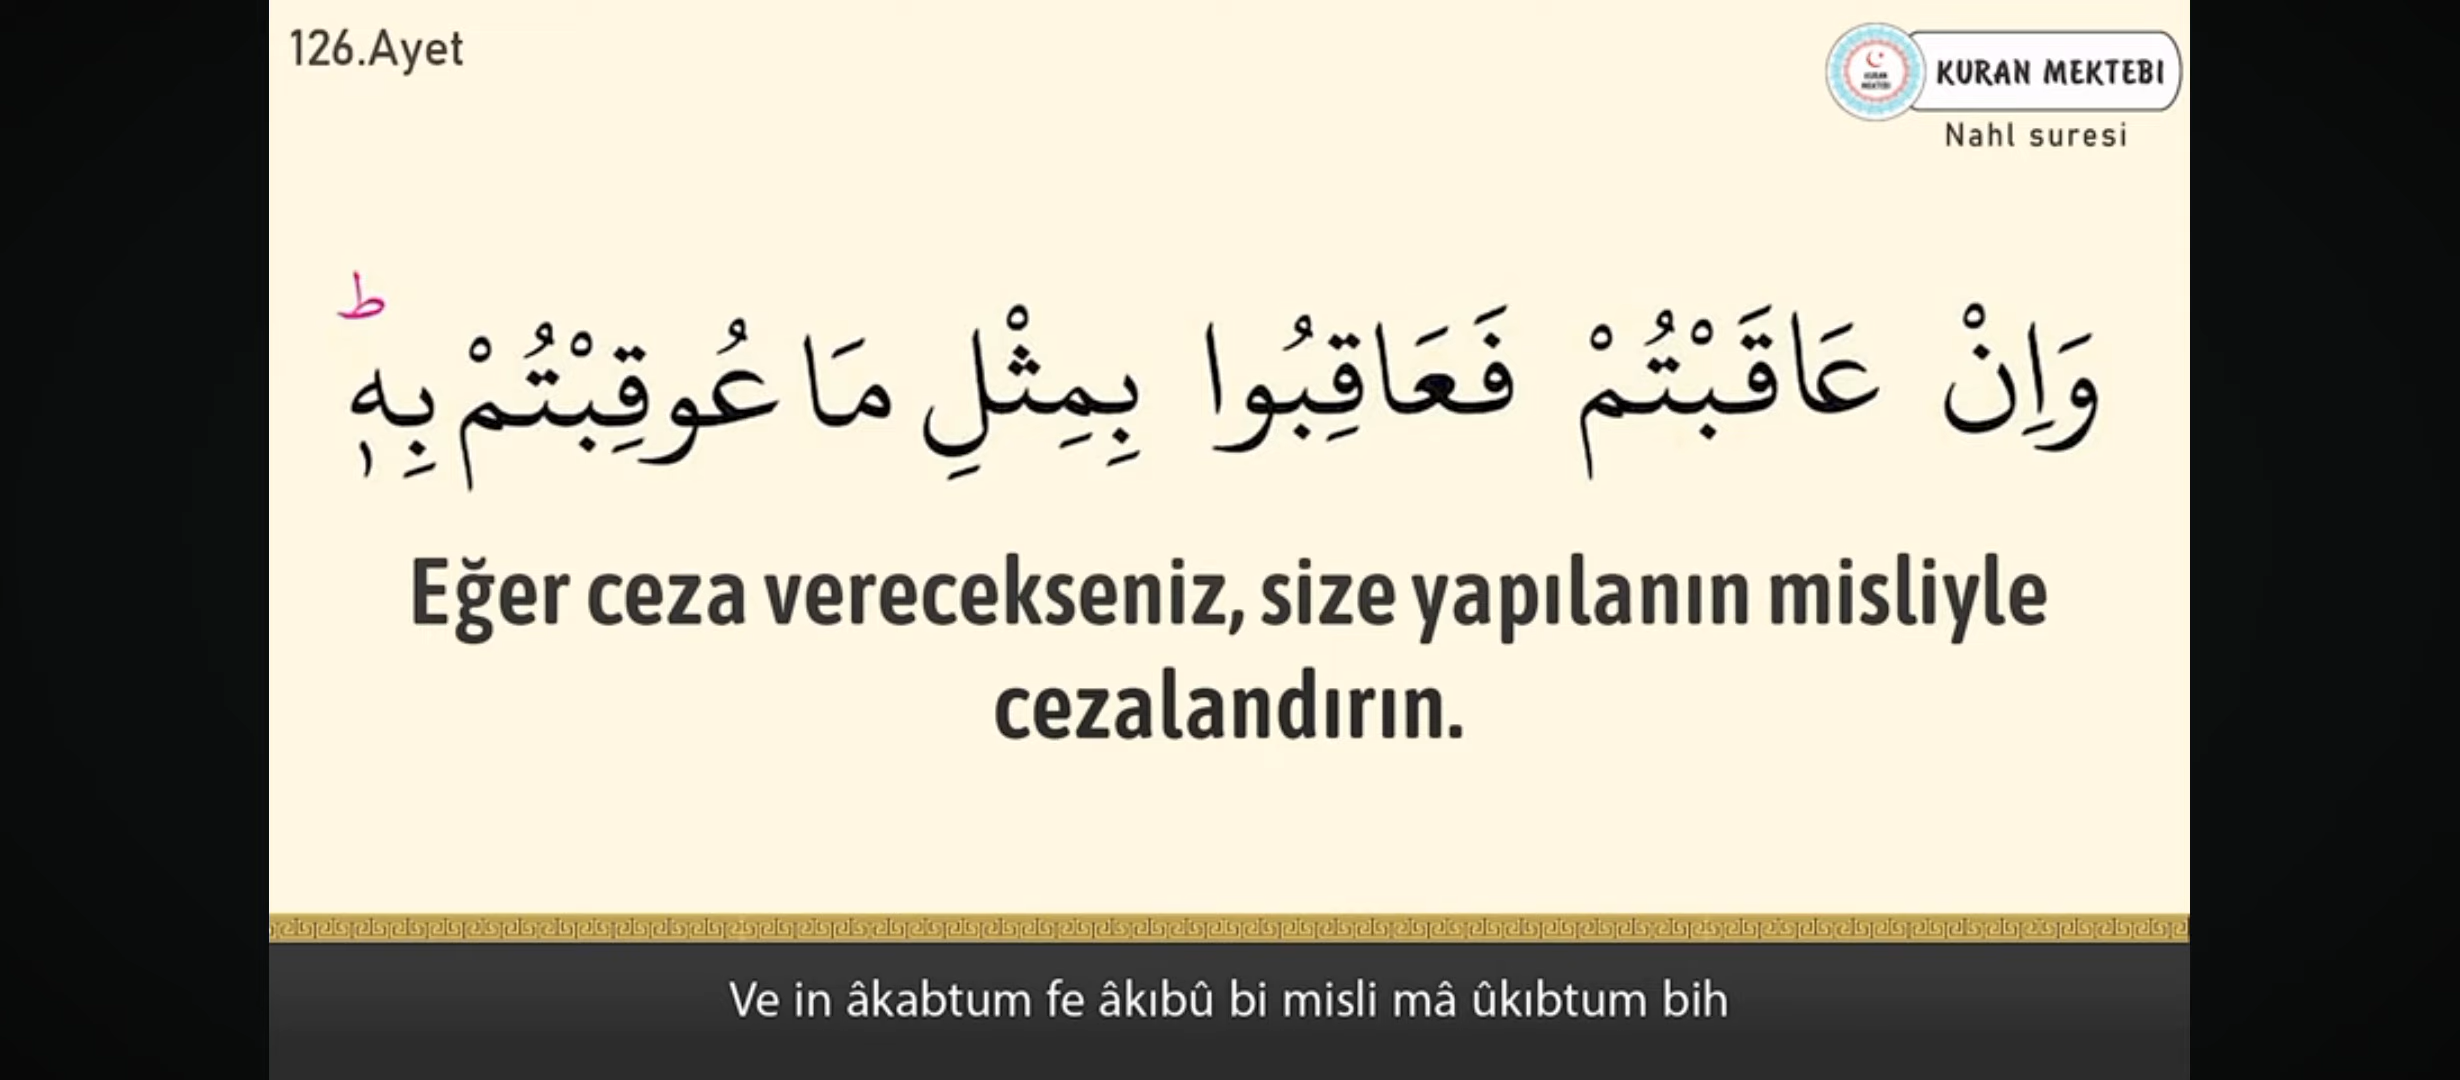 126.Ayet
KURAN MEKTEBI
Nahl suresi
وَاِنْ عَاقَبْتُمْ فَعَاقِبُوا بِمِثْلِ مَا عُوقِبْتُمْ بِه۪ۜ
Eğer ceza verecekseniz, size yapılanın misliyle
cezalandırın.
Ve in âkabtum fe âkıbû bi misli mâ ûkıbtum bih